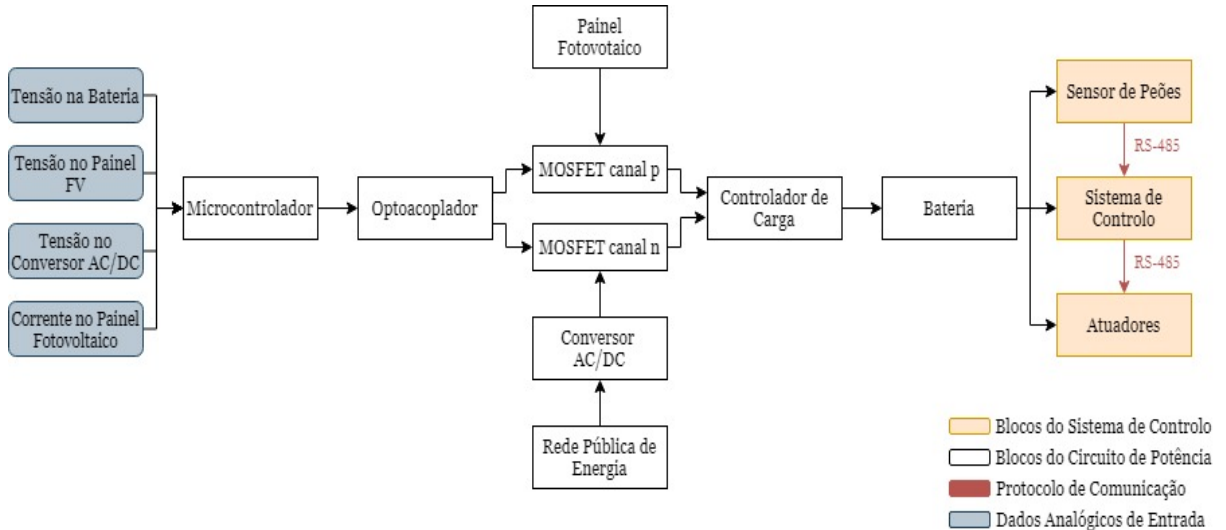 Painel
Fotovotaico
Tensão na Bateria
Tensão no Painel
FV
Tensão no
Conversor AC/DC
Corrente no Painel
Fotovoltaico
Microcontrolador
Optoacoplador
MOSFET canal p
MOSFET canal n
Conversor
AC/DC
Rede Pública de
Energia
Controlador de
Carga
Bateria
Sensor de Peões
RS-485
Sistema de
Controlo
RS-485
Atuadores
Blocos do Sistema de Controlo
Blocos do Circuito de Potência
Protocolo de Comunicação
Dados Analógicos de Entrada